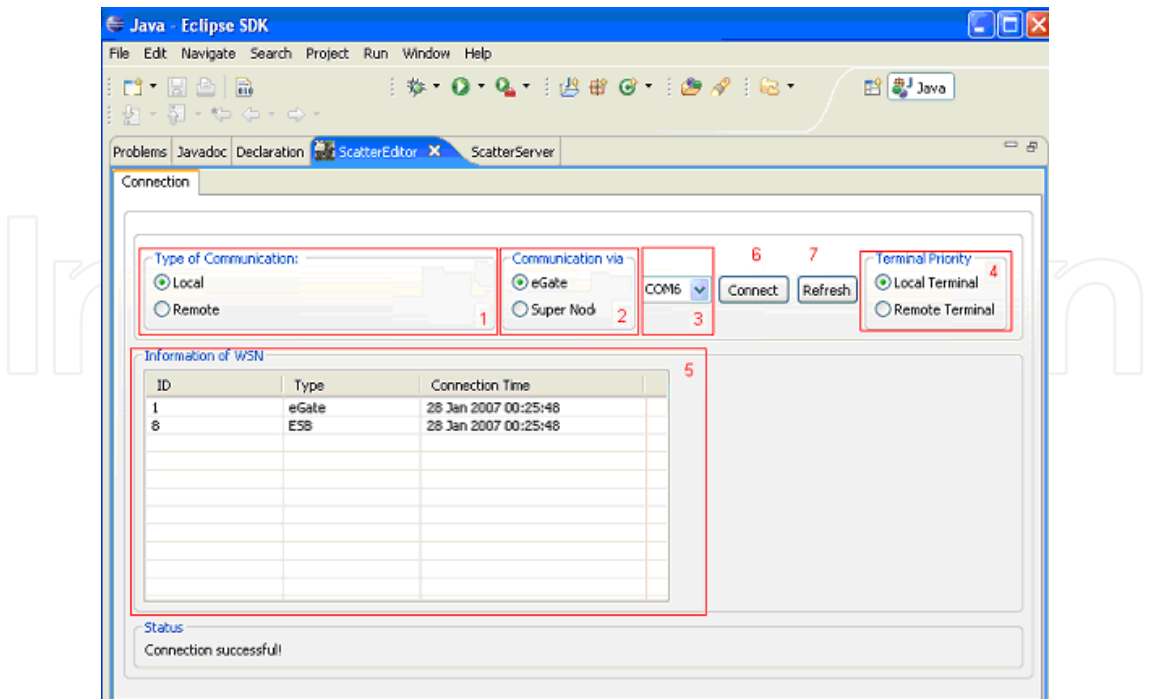 Java - Eclipse SDK
File Edit Navigate Search Project Run Window Help
010
Java
Problems Javadoc Declaration ScatterEditor ScatterServer
Connection
Type of Communication:
Local
Remote
1
Communication via
eGate
Super Nod
2
COM6
3
6
Connect
7
Refresh
Terminal Priority
4
Local Terminal
Remote Terminal
Information of WSN
5
ID Type Connection Time
1 eGate 28 Jan 2007 00:25:48
8 ESB 28 Jan 2007 00:25:48
Status
Connection successful!